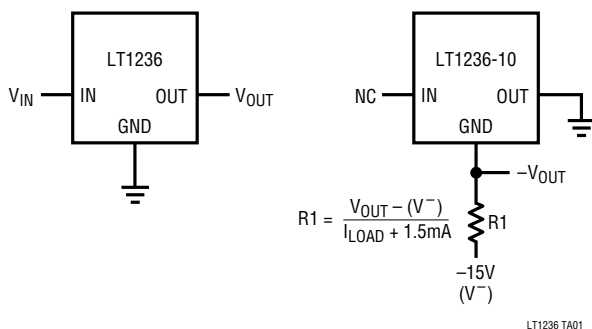 LT1236
V_IN IN OUT V_OUT
GND
LT1236-10
NC IN OUT
GND
–V_OUT
R1 = V_OUT – (V⁻) / I_LOAD + 1.5mA
R1
–15V
(V⁻)
LT1236 TA01